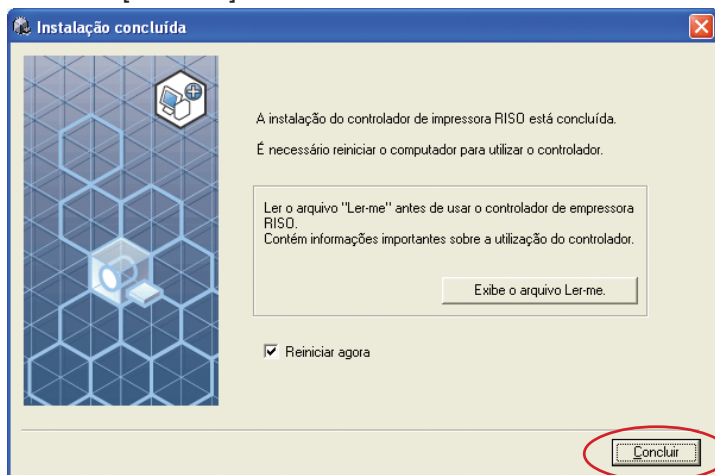 Instalação concluída
A instalação do controlador de impressora RISO está concluída.
É necessário reiniciar o computador para utilizar o controlador.
Ler o arquivo "Ler-me" antes de usar o controlador de empressora
RISO.
Contém informações importantes sobre a utilização do controlador.
Exibe o arquivo Ler-me.
Reiniciar agora
Concluir